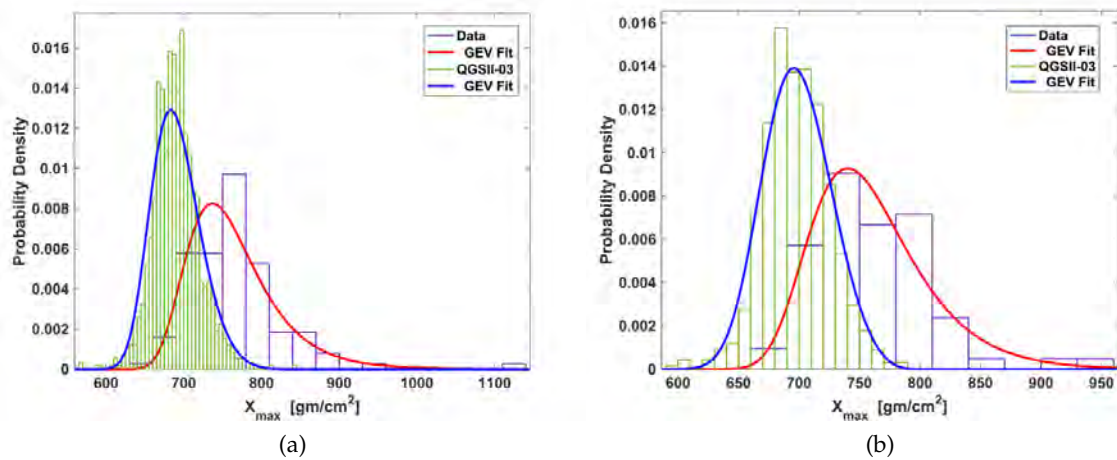 Data
GEV Fit
QGSII-03
GEV Fit
Probability Density
0.016
0.014
0.012
0.01
0.008
0.006
0.004
0.002
0
600 700 800 900 1000 1100
X_max [gm/cm²]
(a)
Data
GEV Fit
QGSII-03
GEV Fit
Probability Density
0.016
0.014
0.012
0.01
0.008
0.006
0.004
0.002
0
600 650 700 750 800 850 900 950
X_max [gm/cm²]
(b)